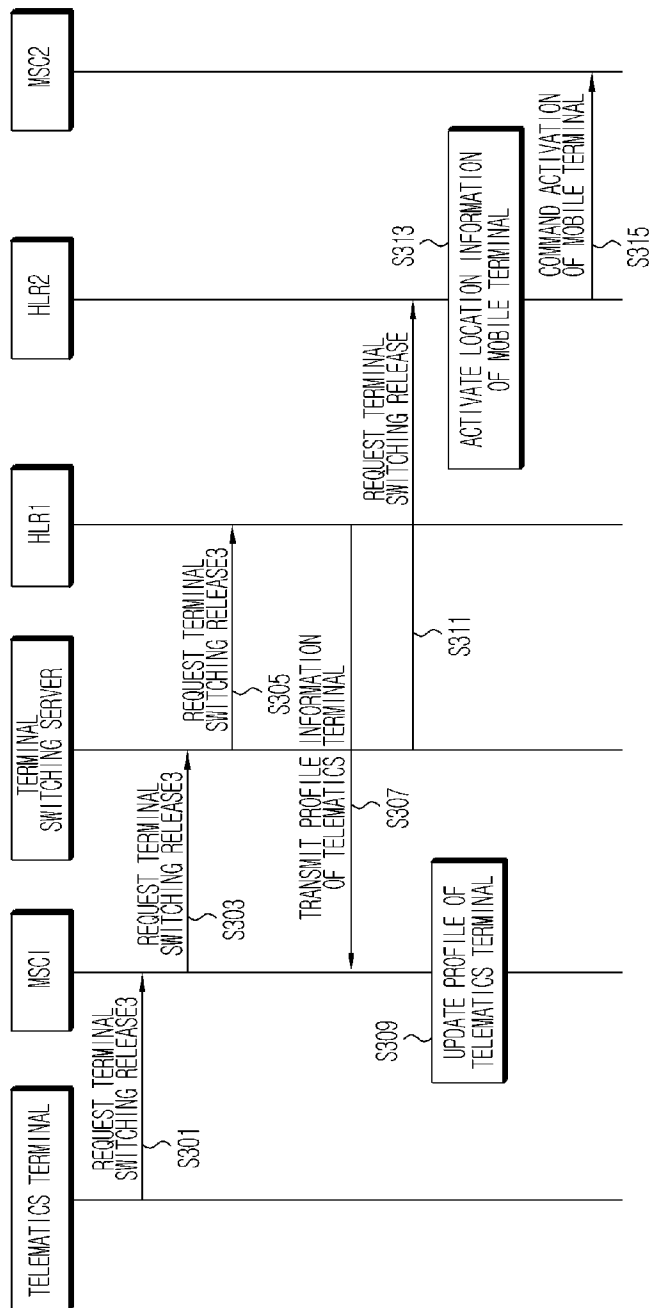 TELEMATICS TERMINAL
MSC1
TERMINAL
SWITCHING SERVER
HLR1
HLR2
MSC2
REQUEST TERMINAL
SWITCHING RELEASE3
S301
REQUEST TERMINAL
SWITCHING RELEASE3
S303
REQUEST TERMINAL
SWITCHING RELEASE3
S305
TRANSMIT PROFILE INFORMATION
OF TELEMATICS TERMINAL
S307
S309
UPDATE PROFILE OF
TELEMATICS TERMINAL
REQUEST TERMINAL
SWITCHING RELEASE
S311
S313
ACTIVATE LOCATION INFORMATION
OF MOBILE TERMINAL
COMMAND ACTIVATION
OF MOBILE TERMINAL
S315